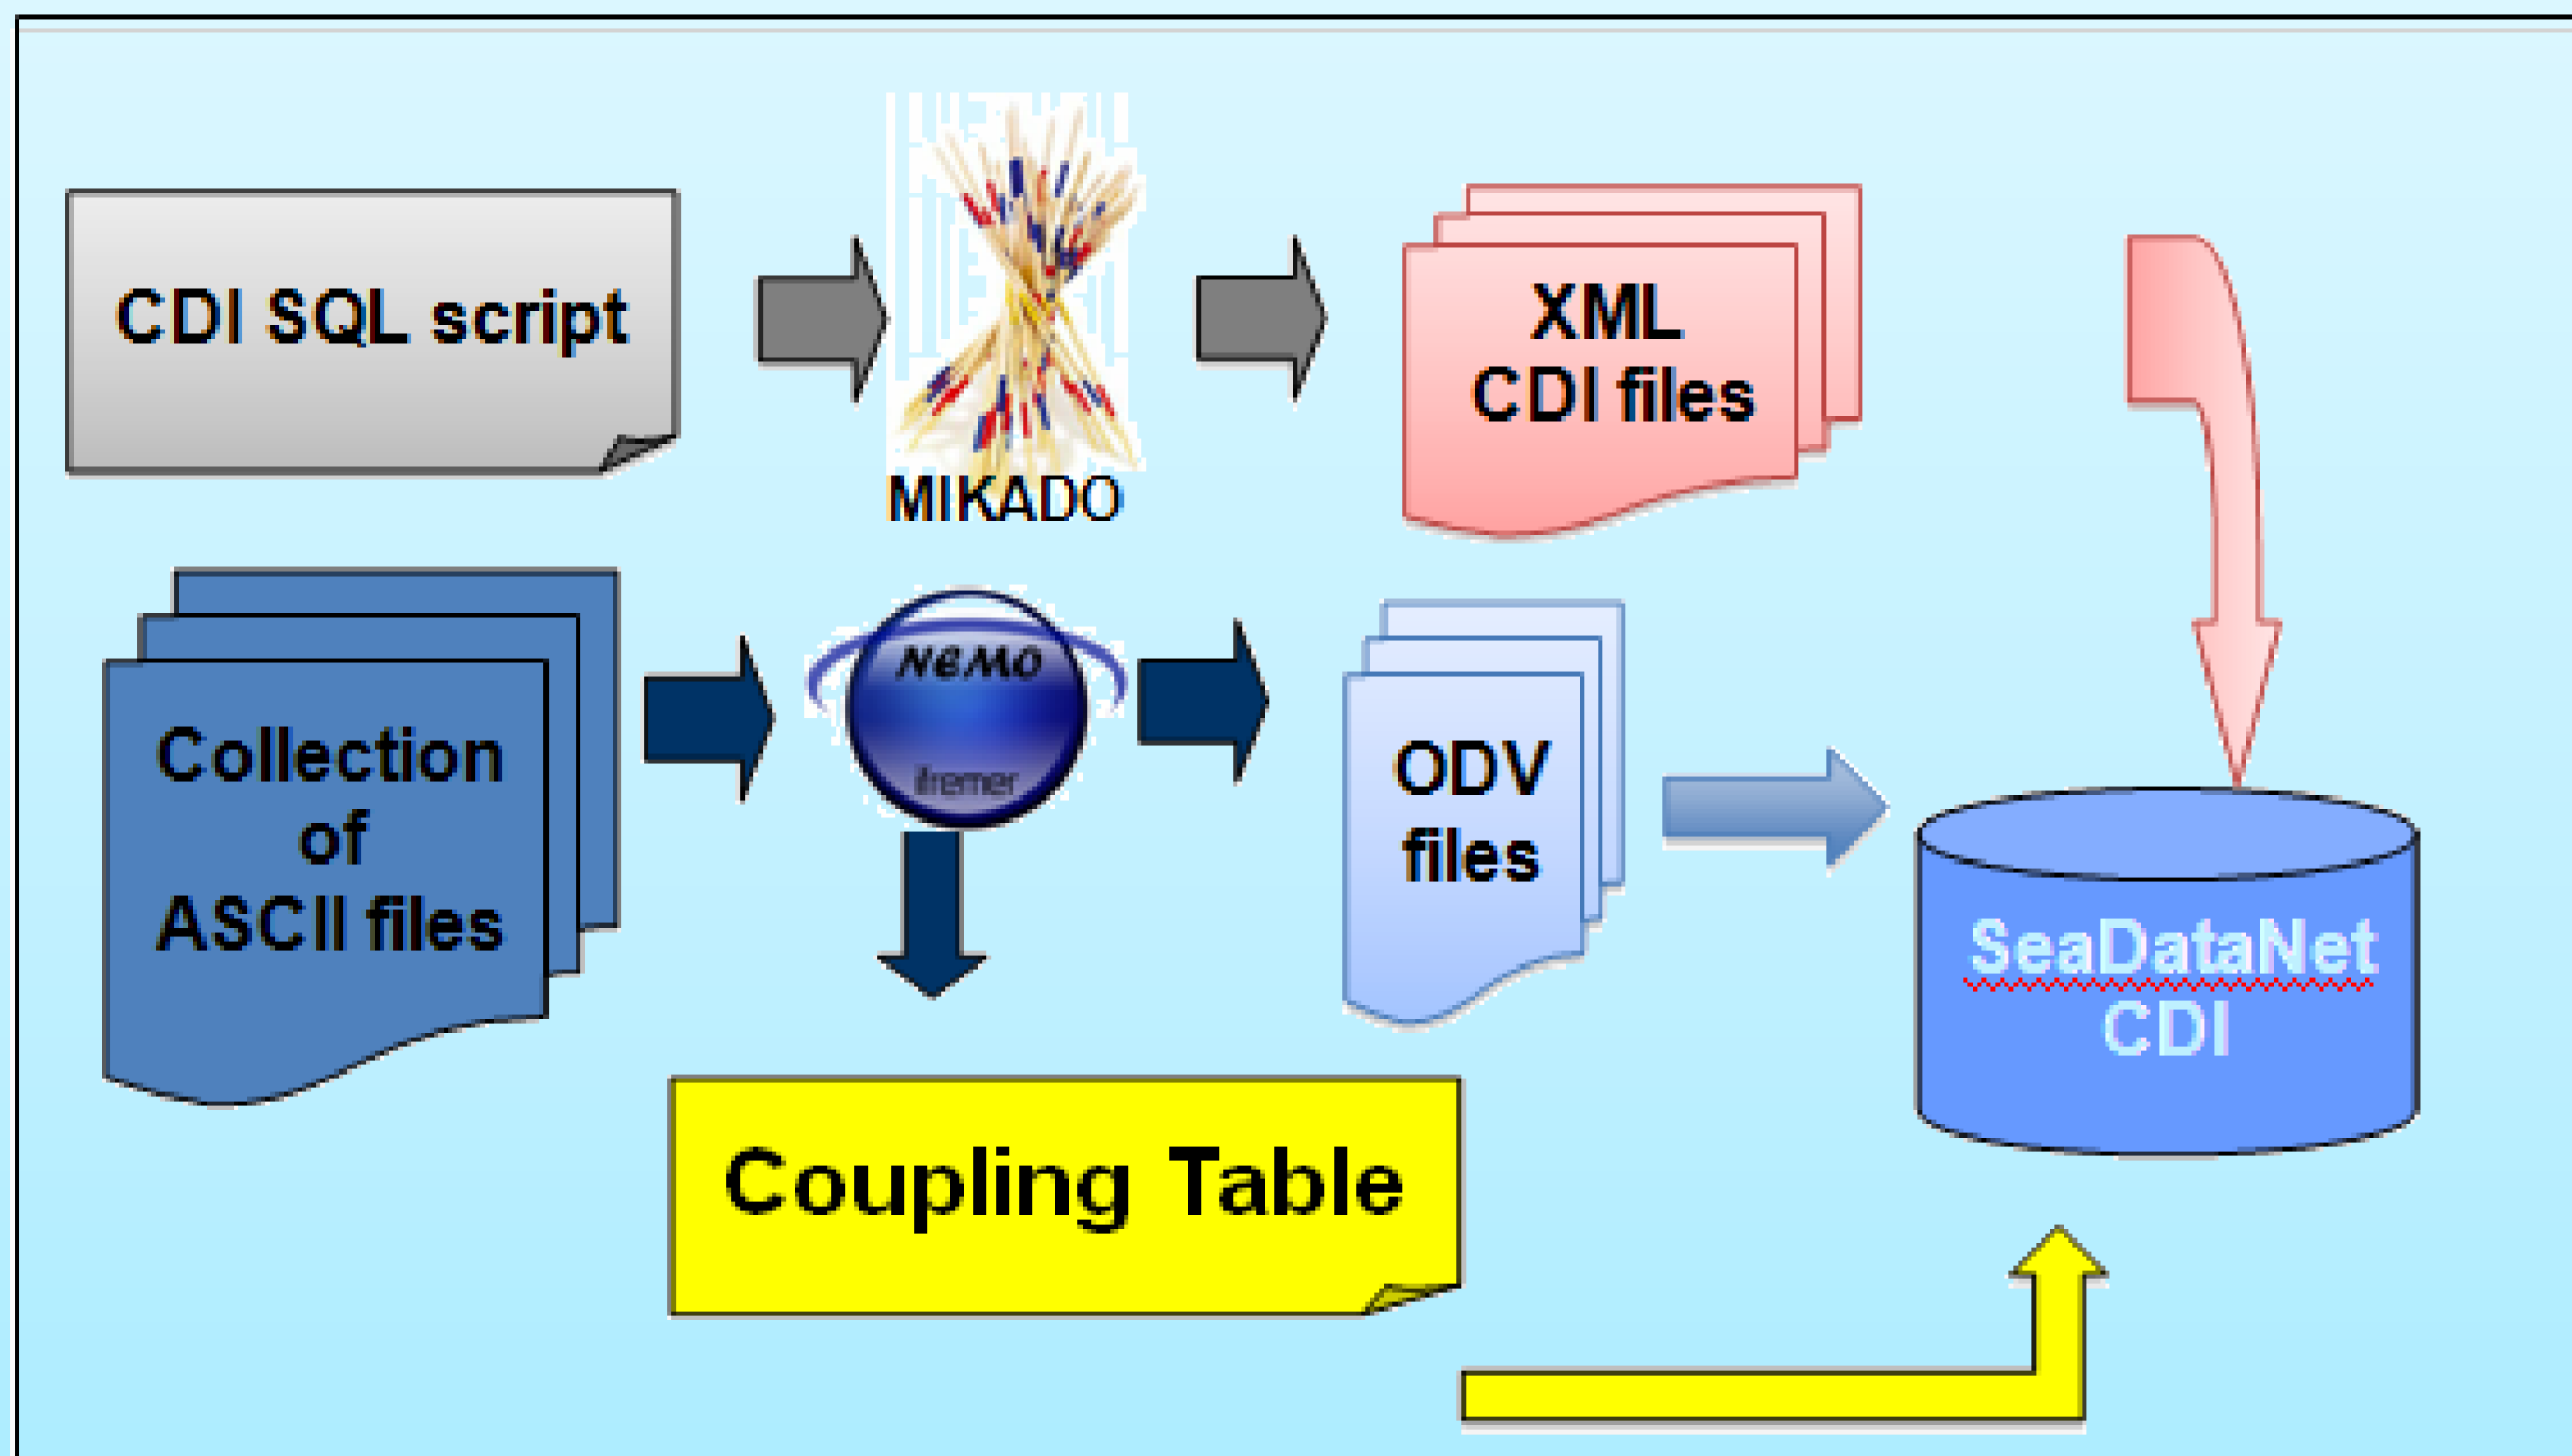 CDI SQL script
MIKADO
XML
CDI files
Collection
of
ASCII files
NEMO
ifremer
ODV
files
SeaDataNet
CDI
Coupling Table